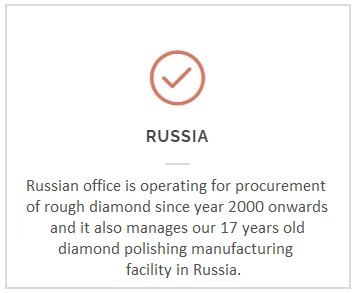 RUSSIA
Russian office is operating for procurement
of rough diamond since year 2000 onwards
and it also manages our 17 years old
diamond polishing manufacturing
facility in Russia.